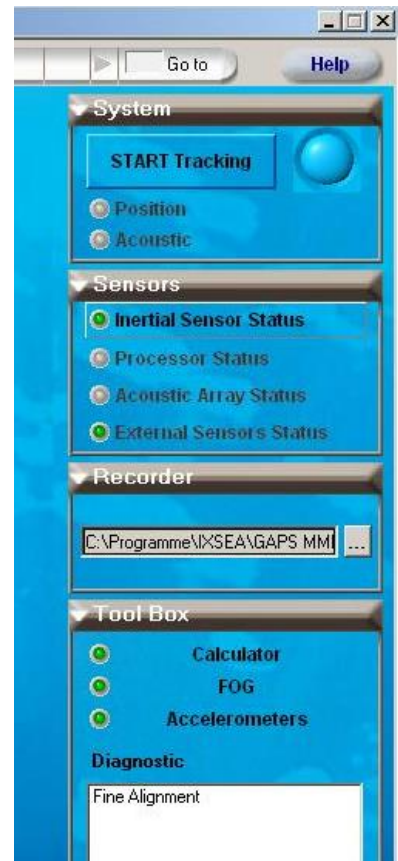 Go to Help
System
START Tracking
Position
Acoustic
Sensors
Inertial Sensor Status
Processor Status
Acoustic Array Status
External Sensors Status
Recorder
C:\Programme\IXSEA\GAPS MMI ...
Tool Box
Calculator
FOG
Accelerometers
Diagnostic
Fine Alignment